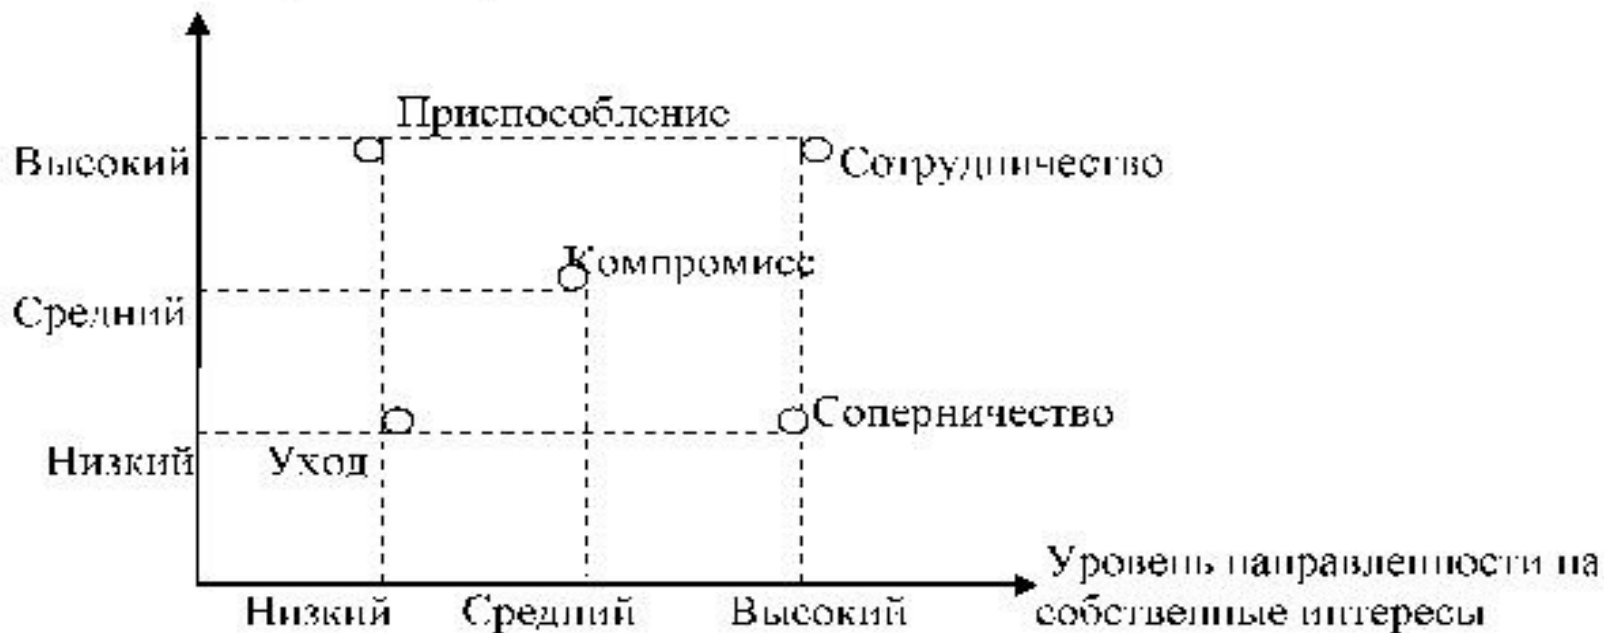 Приспособление
Высокий
Сотрудничество
Компромисс
Средний
Соперничество
Низкий
Уход
Уровень направленности на
собственные интересы
Низкий
Средний
Высокий